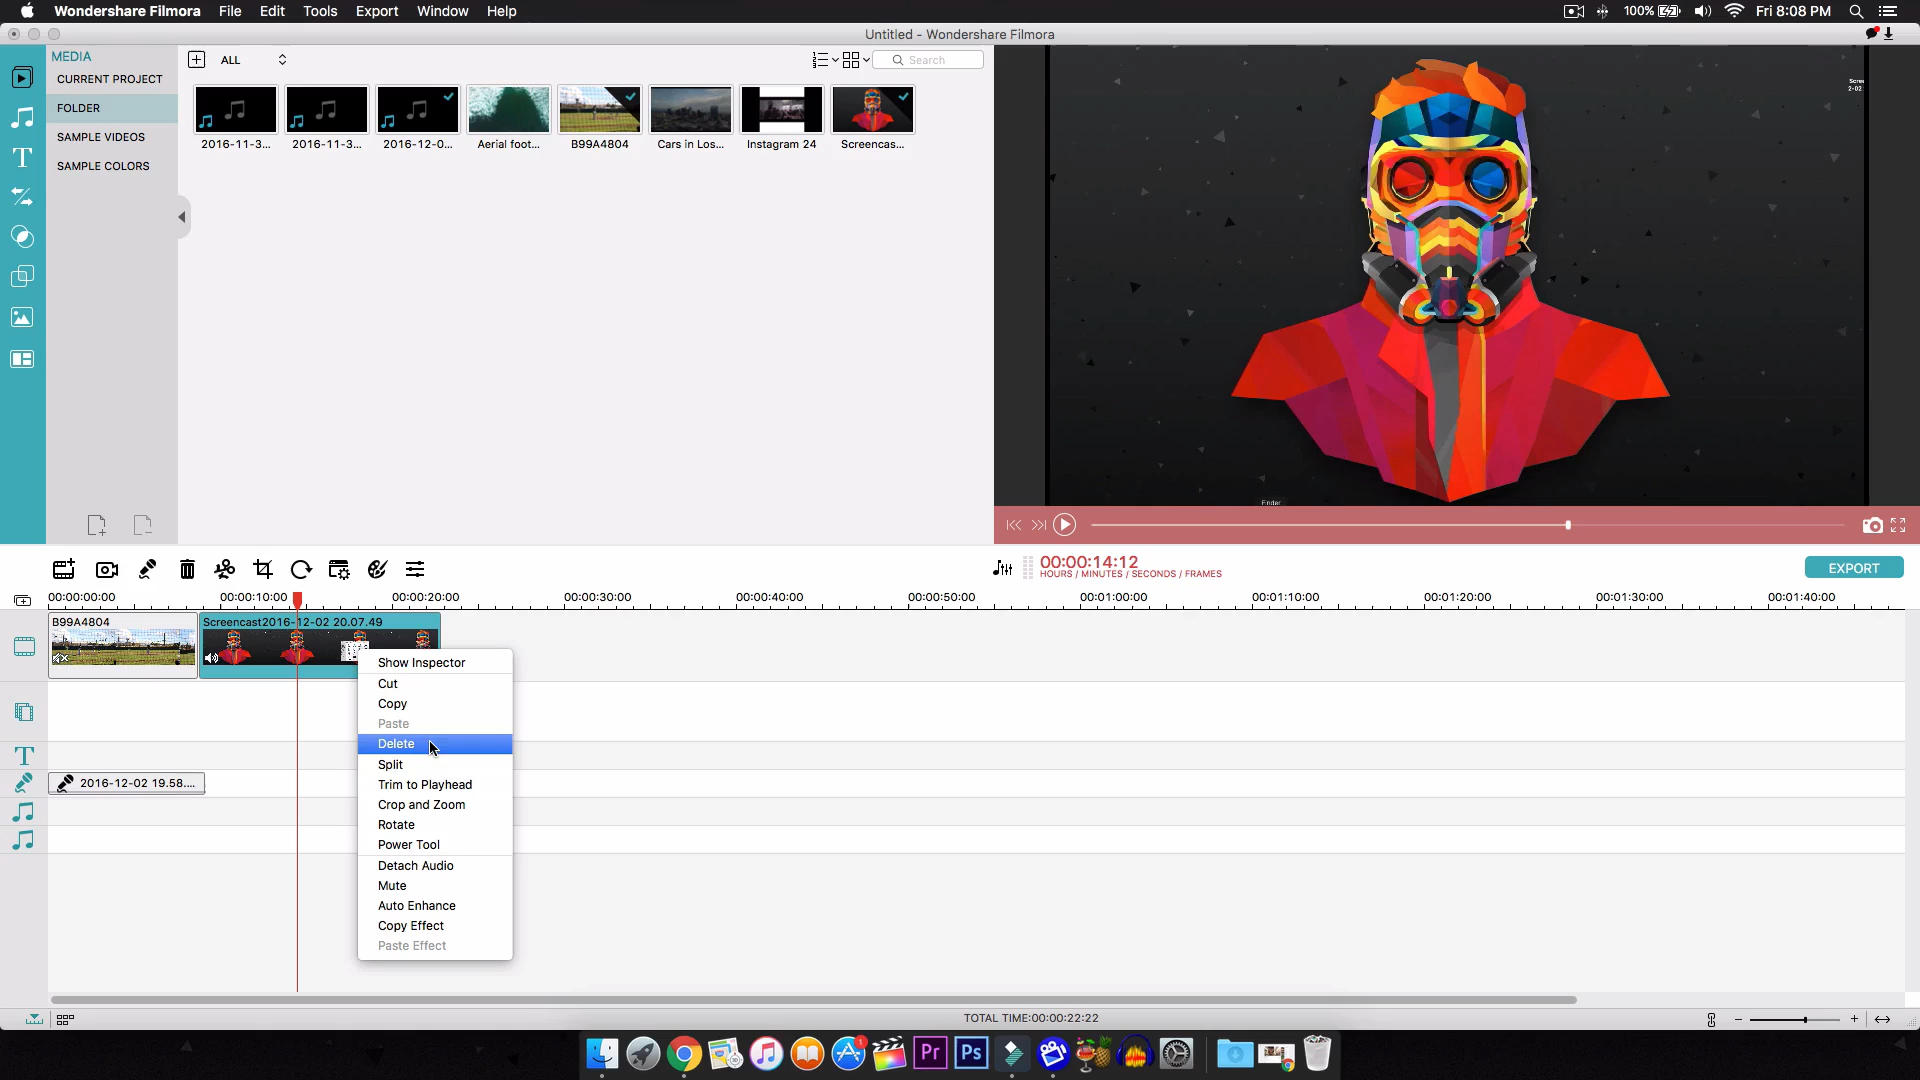 Wondershare Filmora File Edit Tools Export Window Help
100% Fri 8:08 PM
Untitled - Wondershare Filmora
MEDIA
CURRENT PROJECT
FOLDER
SAMPLE VIDEOS
SAMPLE COLORS
ALL
Search
2016-11-3... 2016-11-3... 2016-12-0... Aerial foot... B99A4804 Cars in Los... Instagram 24 Screencas...
Finder
00:00:14:12
HOURS / MINUTES / SECONDS / FRAMES
EXPORT
00:00:00:00 00:00:10:00 00:00:20:00 00:00:30:00 00:00:40:00 00:00:50:00 00:01:00:00 00:01:10:00 00:01:20:00 00:01:30:00 00:01:40:00
B99A4804 Screencast2016-12-02 20.07.49
Show Inspector
Cut
Copy
Paste
Delete
Split
Trim to Playhead
Crop and Zoom
Rotate
Power Tool
Detach Audio
Mute
Auto Enhance
Copy Effect
Paste Effect
T
2016-12-02 19.58....
TOTAL TIME:00:00:22:22
Pr Ps